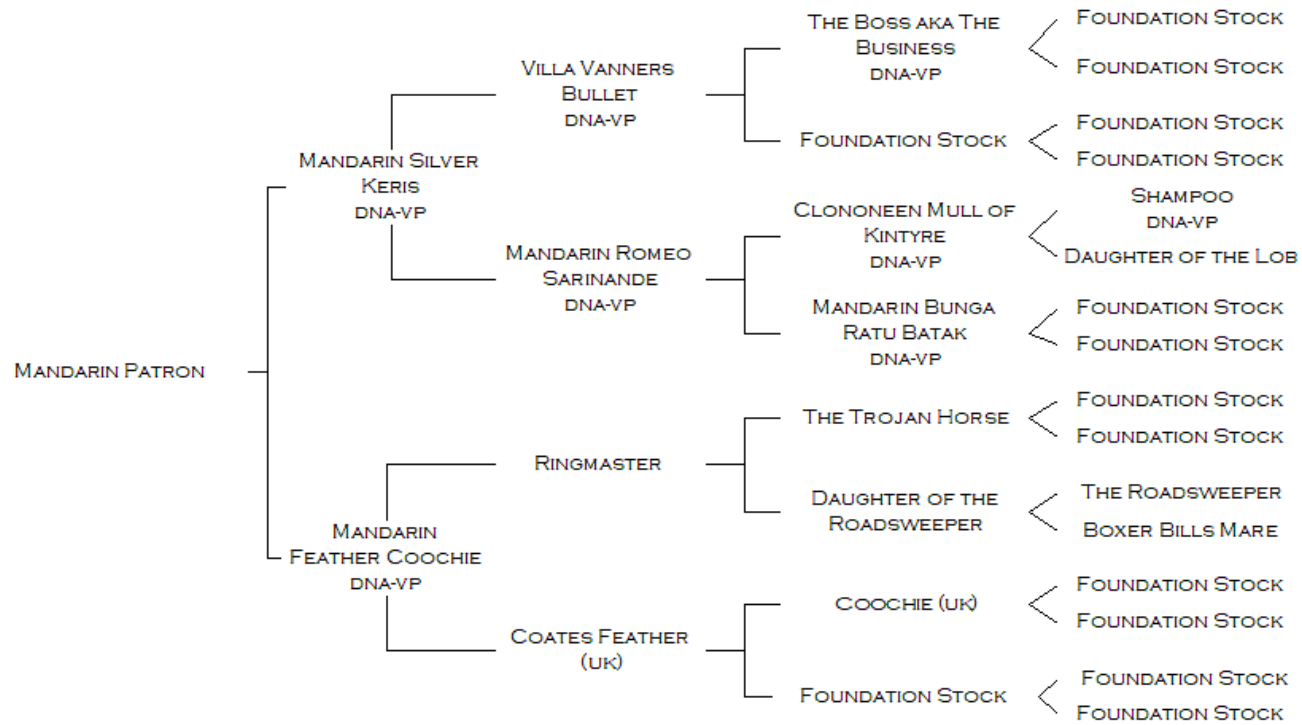 The Boss aka The
Business
DNA-VP
Foundation Stock
Foundation Stock
Villa Vanners
Bullet
DNA-VP
Foundation Stock
Foundation Stock
Foundation Stock
Mandarin Silver
Keris
DNA-VP
Clononeen Mull of
Kintyre
DNA-VP
Shampoo
DNA-VP
Daughter of the Lob
Mandarin Romeo
Sarinande
DNA-VP
Mandarin Bunga
Ratu Batak
DNA-VP
Foundation Stock
Foundation Stock
Mandarin Patron
The Trojan Horse
Foundation Stock
Foundation Stock
Ringmaster
Daughter of the
Roadsweeper
The Roadsweeper
Boxer Bills Mare
Mandarin
Feather Coochie
DNA-VP
Coochie (UK)
Foundation Stock
Foundation Stock
Coates Feather
(UK)
Foundation Stock
Foundation Stock
Foundation Stock